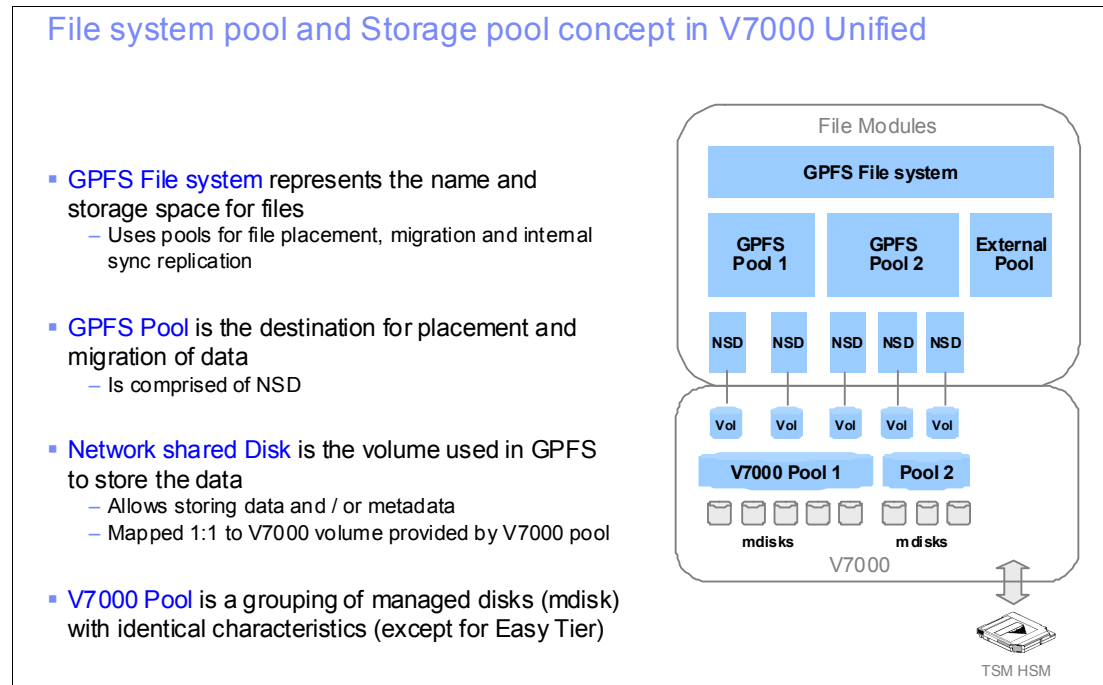 File system pool and Storage pool concept in V7000 Unified
▪ GPFS File system represents the name and
storage space for files
– Uses pools for file placement, migration and internal
sync replication
▪ GPFS Pool is the destination for placement and
migration of data
– Is comprised of NSD
▪ Network shared Disk is the volume used in GPFS
to store the data
– Allows storing data and / or metadata
– Mapped 1:1 to V7000 volume provided by V7000 pool
▪ V7000 Pool is a grouping of managed disks (mdisk)
with identical characteristics (except for Easy Tier)
File Modules
GPFS File system
GPFS
Pool 1
GPFS
Pool 2
External
Pool
NSD NSD NSD NSD NSD
Vol Vol Vol Vol Vol
V7000 Pool 1 Pool 2
mdisks mdisks
V7000
TSM HSM